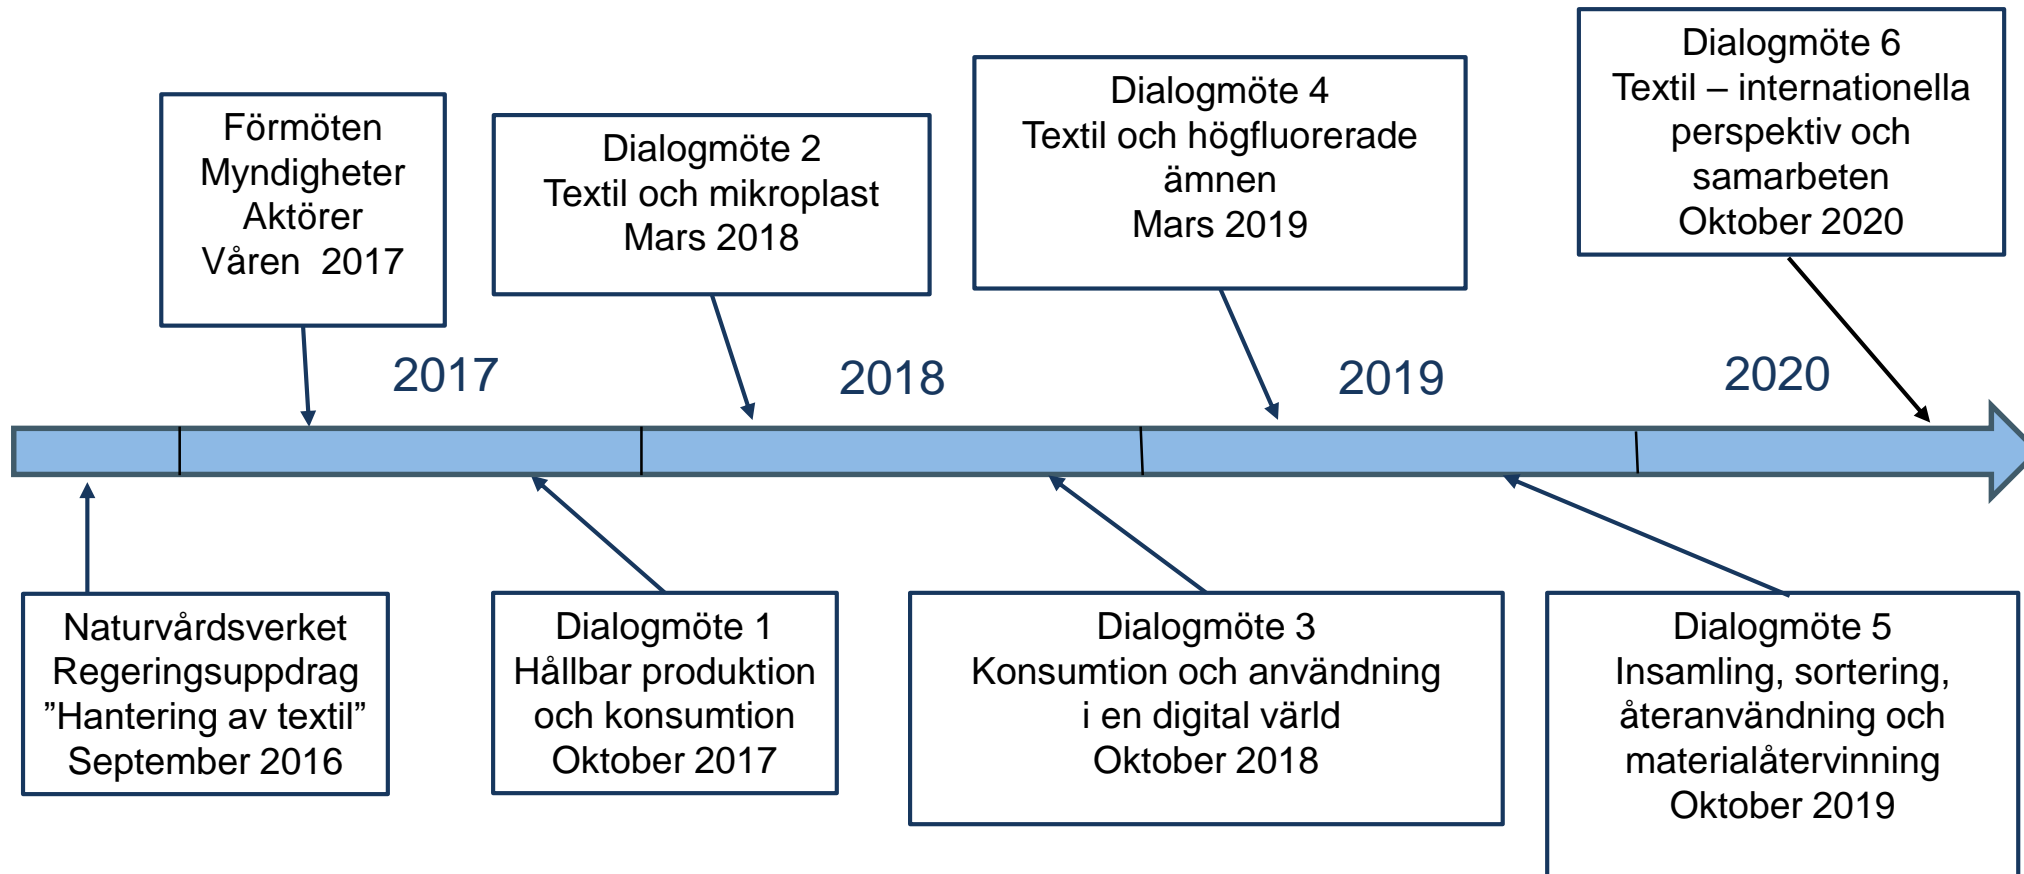 Förmöten
Myndigheter
Aktörer
Våren  2017
Dialogmöte 2
Textil och mikroplast
Mars 2018
Dialogmöte 4
Textil och högfluorerade
ämnen
Mars 2019
Dialogmöte 6
Textil – internationella
perspektiv och
samarbeten
Oktober 2020
2017
2018
2019
2020
Naturvårdsverket
Regeringsuppdrag
”Hantering av textil”
September 2016
Dialogmöte 1
Hållbar produktion
och konsumtion
Oktober 2017
Dialogmöte 3
Konsumtion och användning
i en digital värld
Oktober 2018
Dialogmöte 5
Insamling, sortering,
återanvändning och
materialåtervinning
Oktober 2019